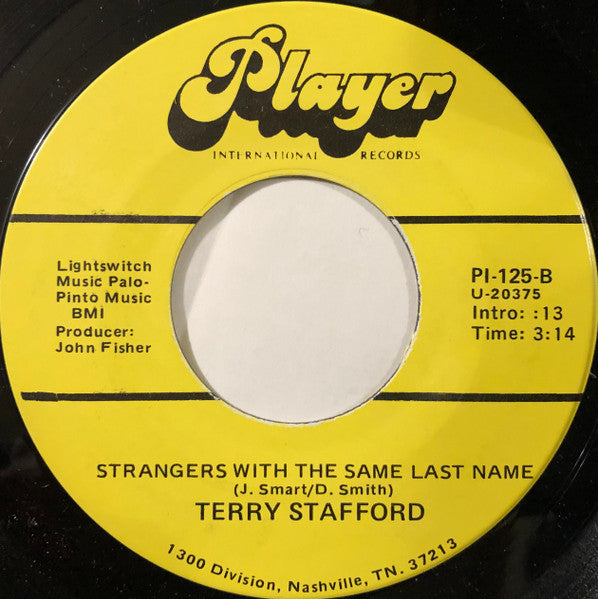 Player
INTERNATIONAL RECORDS
Lightswitch
Music Palo-
Pinto Music
BMI
Producer:
John Fisher
PI-125-B
U-20375
Intro: :13
Time: 3:14
STRANGERS WITH THE SAME LAST NAME
(J. Smart/D. Smith)
TERRY STAFFORD
1300 Division, Nashville, TN. 37213